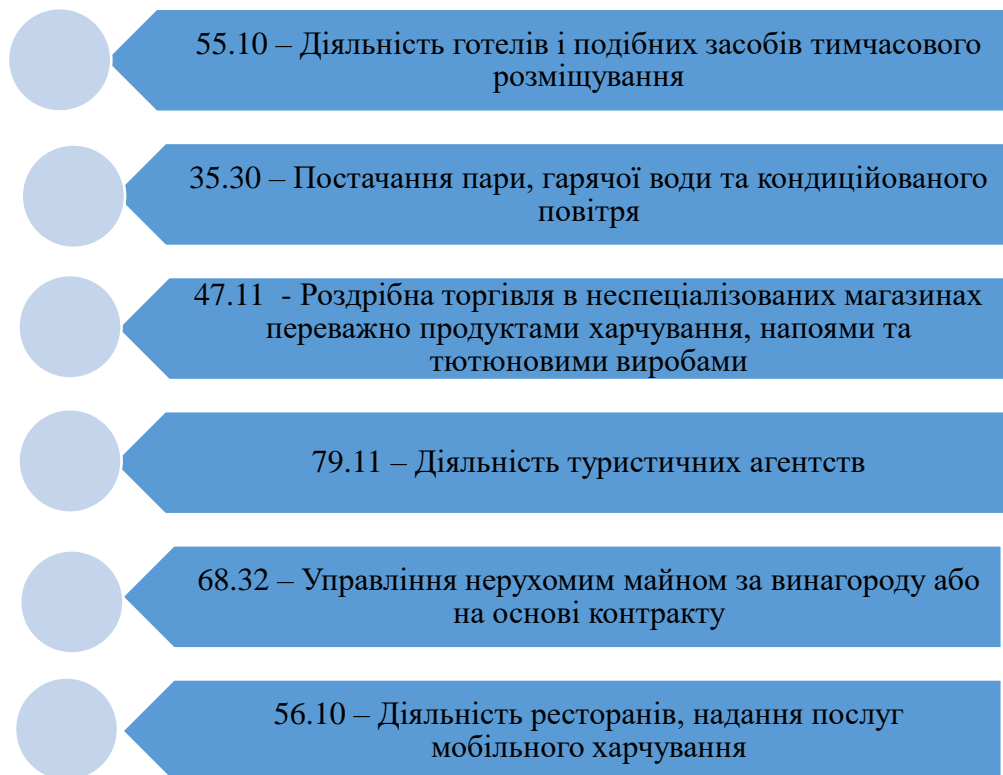 55.10 – Діяльність готелів і подібних засобів тимчасового
розміщування
35.30 – Постачання пари, гарячої води та кондиційованого
повітря
47.11  - Роздрібна торгівля в неспеціалізованих магазинах
переважно продуктами харчування, напоями та
тютюновими виробами
79.11 – Діяльність туристичних агентств
68.32 – Управління нерухомим майном за винагороду або
на основі контракту
56.10 – Діяльність ресторанів, надання послуг
мобільного харчування